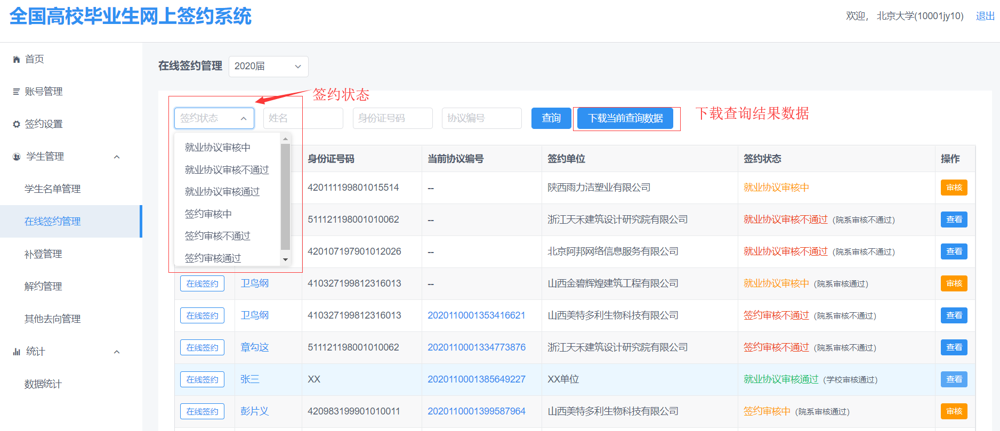 全国高校毕业生网上签约系统
欢迎， 北京大学(10001jy10) 退出
首页
账号管理
签约设置
学生管理
学生名单管理
在线签约管理
补登管理
解约管理
其他去向管理
统计
数据统计
在线签约管理 2020届
签约状态
下载查询结果数据
签约状态 姓名 身份证号码 协议编号 查询 下载当前查询数据
就业协议审核中
就业协议审核不通过
就业协议审核通过
签约审核中
签约审核不通过
签约审核通过
身份证号码 当前协议编号 签约单位 签约状态 操作
420111199801015514 -- 陕西雨力洁塑业有限公司 就业协议审核中 审核
511121198001010062 -- 浙江天禾建筑设计研究院有限公司 就业协议审核不通过 (院系审核不通过) 查看
420107197901012026 -- 北京阿邦网络信息服务有限公司 就业协议审核不通过 (院系审核不通过) 查看
在线签约 卫鸟纲 410327199812316013 -- 山西金碧辉煌建筑工程有限公司 就业协议审核中 (院系审核通过) 审核
在线签约 卫鸟纲 410327199812316013 2020110001353416621 山西美特多利生物科技有限公司 签约审核不通过 (院系审核不通过) 查看
在线签约 章勾这 511121198001010062 2020110001334773876 浙江天禾建筑设计研究院有限公司 签约审核不通过 (院系审核不通过) 查看
在线签约 张三 XX 2020110001385649227 XX单位 就业协议审核通过 (学校审核通过) 查看
在线签约 彭片义 420983199901010011 2020110001399587964 山西美特多利生物科技有限公司 签约审核中 (院系审核通过) 审核